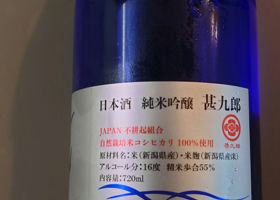 日本酒 純米吟醸 甚九郎
JAPAN 不耕起組合
自然栽培米コシヒカリ 100%使用
原材料名:米(新潟県産)・米麹(新潟県産米)
アルコール分:16度 精米歩合55%
内容量:720ml
甚九郎